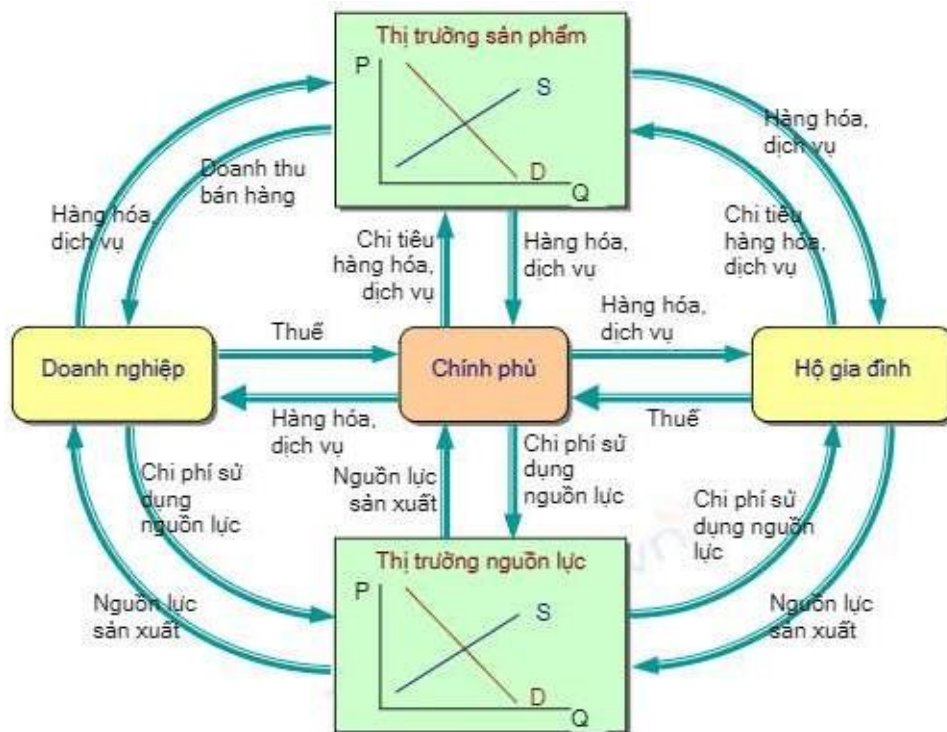 Thị trường sản phẩm
P
S
D
Q
Hàng hóa,
dịch vụ
Doanh thu
bán hàng
Hàng hóa,
dịch vụ
Chi tiêu
hàng hóa,
dịch vụ
Hàng hóa,
dịch vụ
Chi tiêu
hàng hóa,
dịch vụ
Hàng hóa,
dịch vụ
Thuế
Doanh nghiệp
Chính phủ
Hộ gia đình
Hàng hóa,
dịch vụ
Thuế
Chi phí sử
dụng
nguồn lực
Nguồn lực
sản xuất
Chi phí sử
dụng
nguồn lực
Chi phí sử
dụng nguồn
lực
Thị trường nguồn lực
P
S
D
Q
Nguồn lực
sản xuất
Nguồn lực
sản xuất